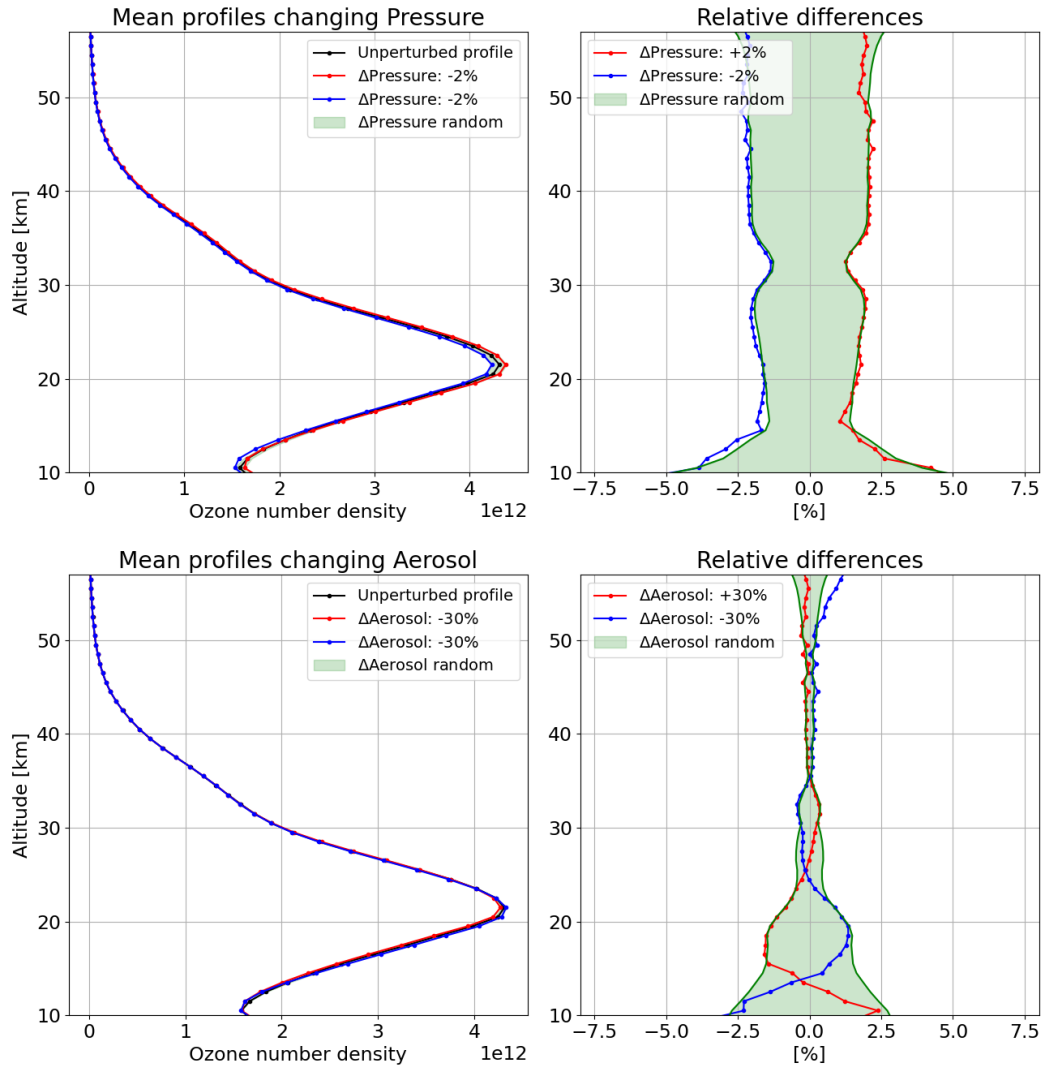 Mean profiles changing Pressure
Unperturbed profile
ΔPressure: -2%
ΔPressure: -2%
ΔPressure random
50
40
30
20
10
Altitude [km]
0 1 2 3 4
1e12
Ozone number density
Relative differences
ΔPressure: +2%
ΔPressure: -2%
ΔPressure random
50
40
30
20
10
−7.5 −5.0 −2.5 0.0 2.5 5.0 7.5
[%]
Mean profiles changing Aerosol
Unperturbed profile
ΔAerosol: -30%
ΔAerosol: -30%
ΔAerosol random
50
40
30
20
10
Altitude [km]
0 1 2 3 4
1e12
Ozone number density
Relative differences
ΔAerosol: +30%
ΔAerosol: -30%
ΔAerosol random
50
40
30
20
10
−7.5 −5.0 −2.5 0.0 2.5 5.0 7.5
[%]